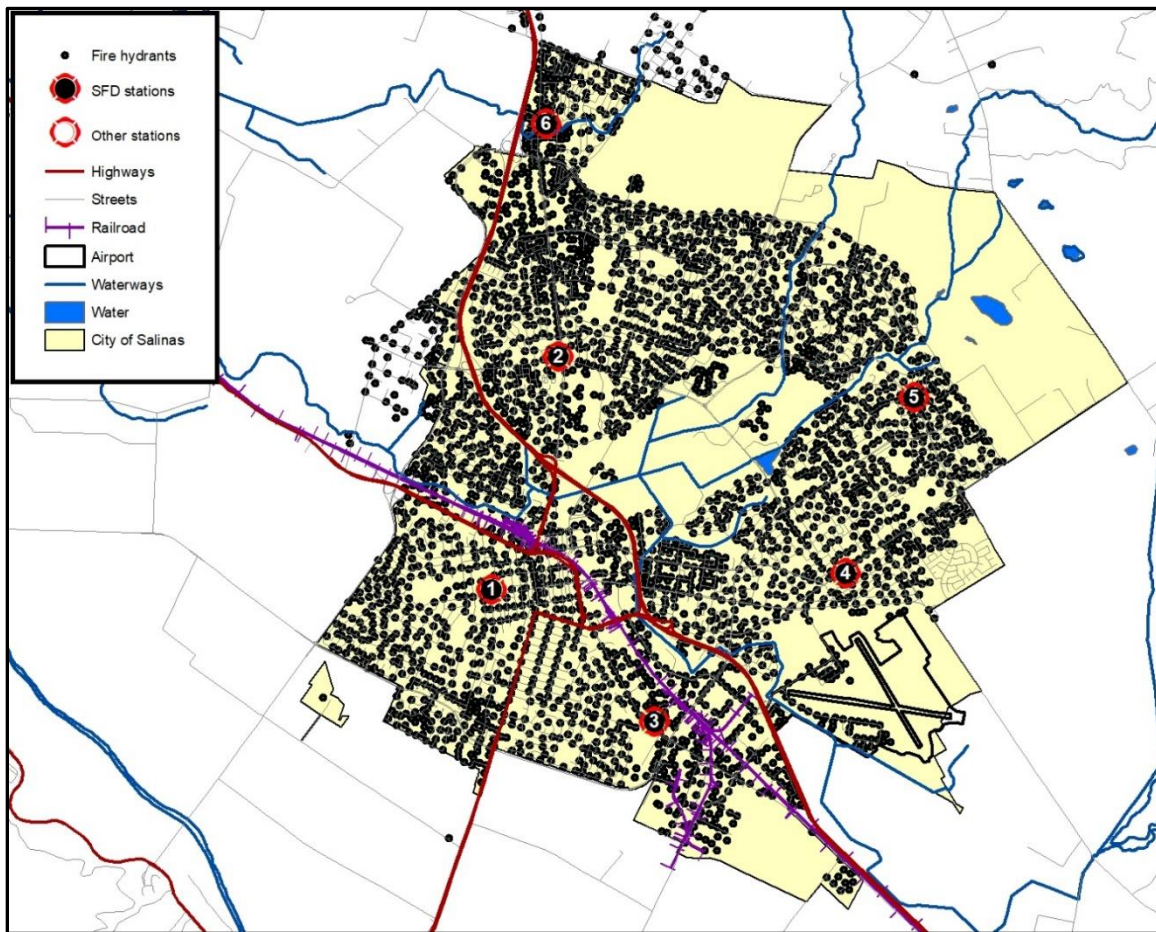 Fire hydrants
SFD stations
Other stations
Highways
Streets
Railroad
Airport
Waterways
Water
City of Salinas
6
2
5
4
1
3